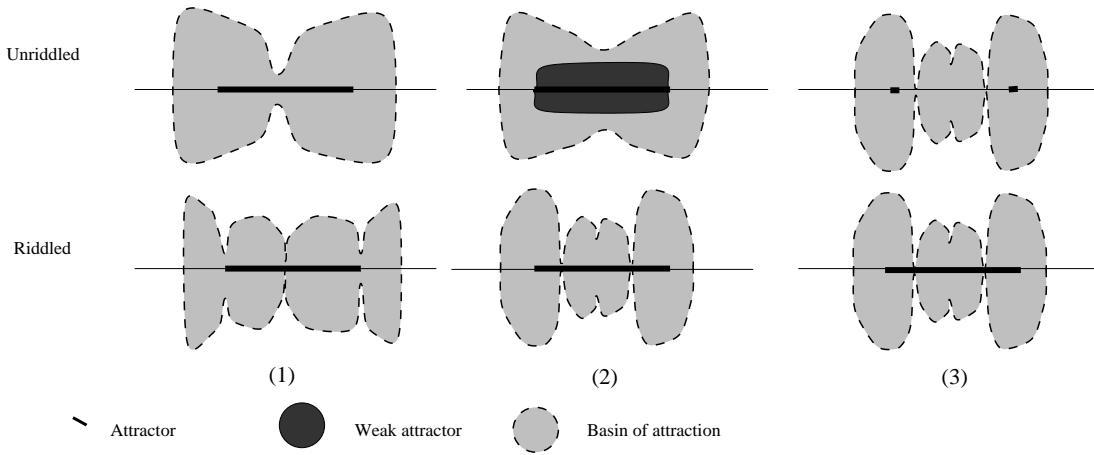 Unriddled
Riddled
(1) (2) (3)
Attractor Weak attractor Basin of attraction